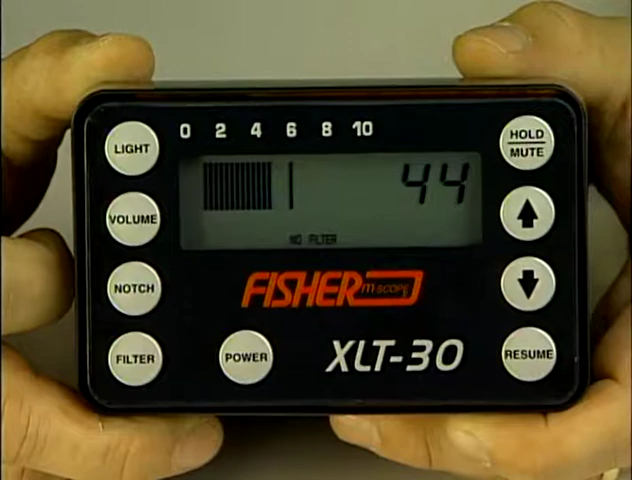 0 2 4 6 8 10
LIGHT
HOLD
MUTE
44
VOLUME
NO FILTER
NOTCH
FISHER M-SCOPE
FILTER
POWER
XLT-30
RESUME